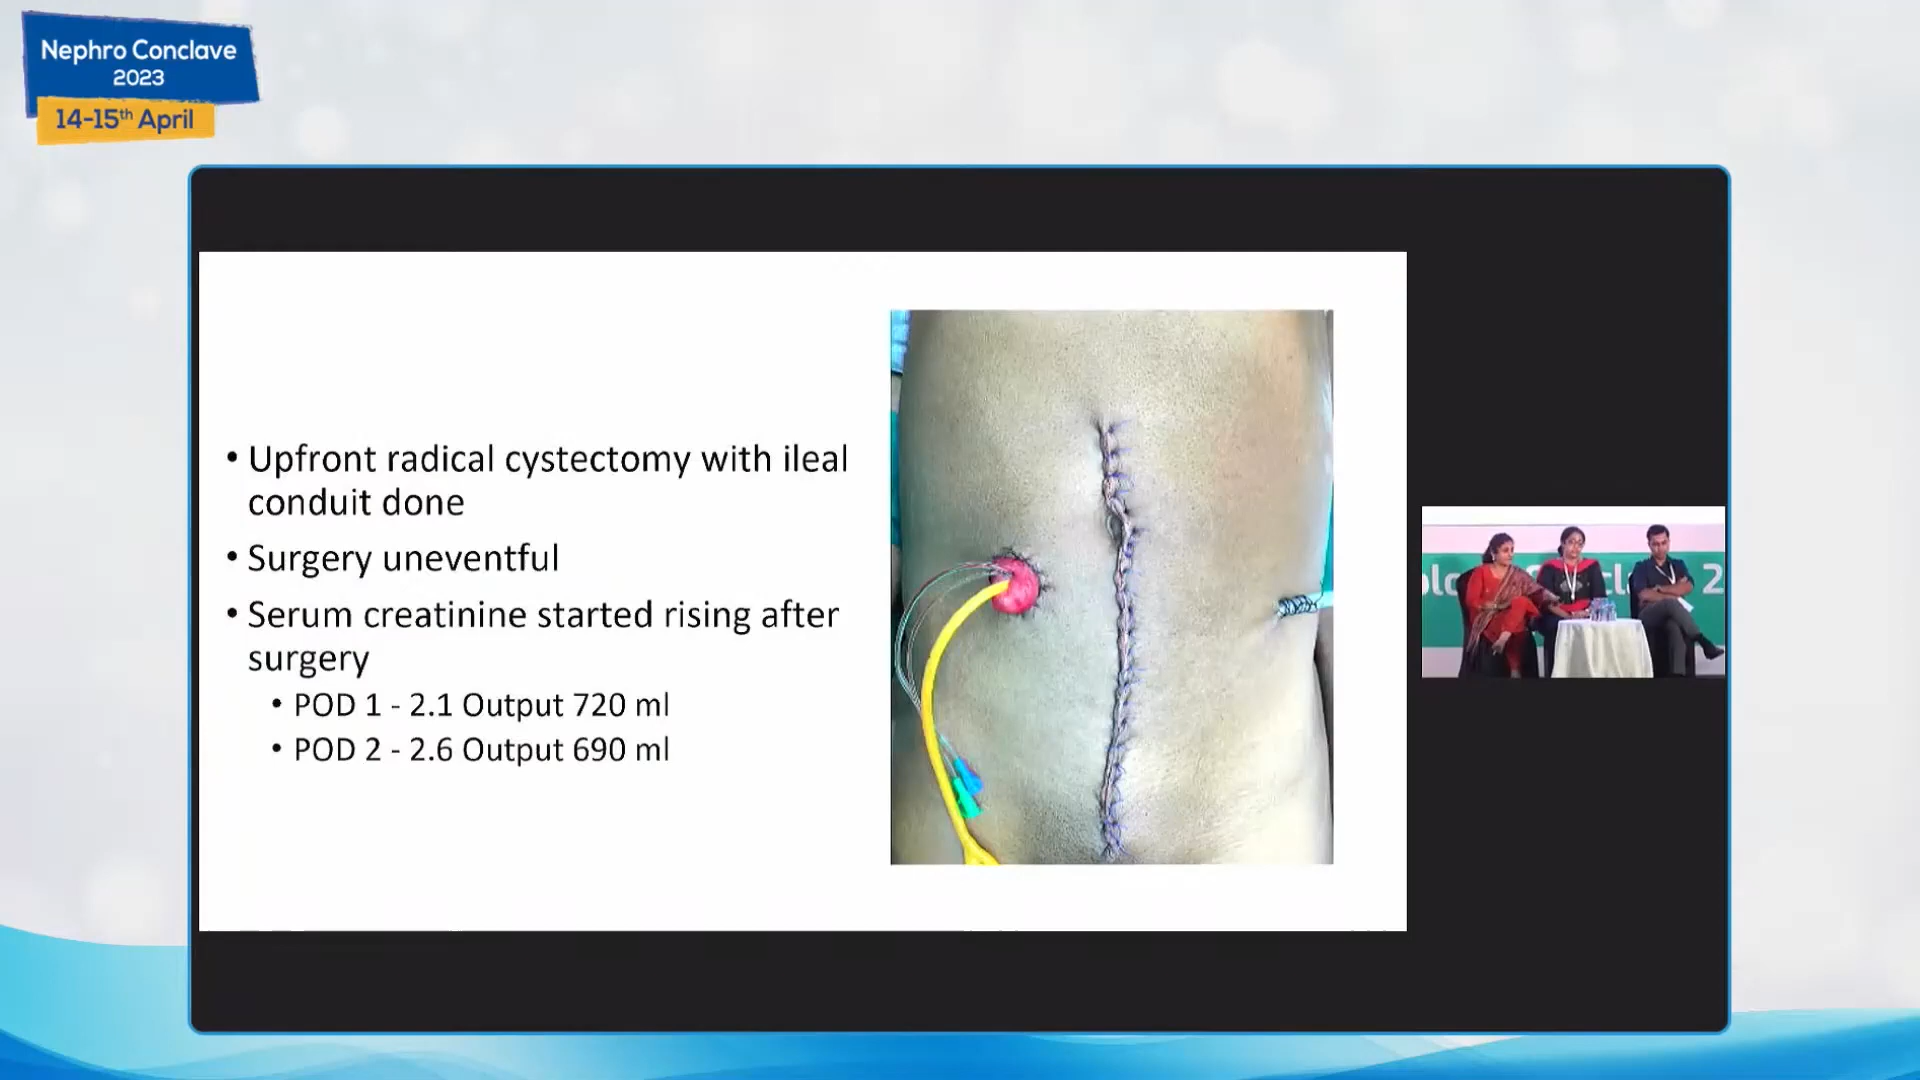 Nephro Conclave
2023
14-15th April
• Upfront radical cystectomy with ileal
conduit done
• Surgery uneventful
• Serum creatinine started rising after
surgery
• POD 1 - 2.1 Output 720 ml
• POD 2 - 2.6 Output 690 ml